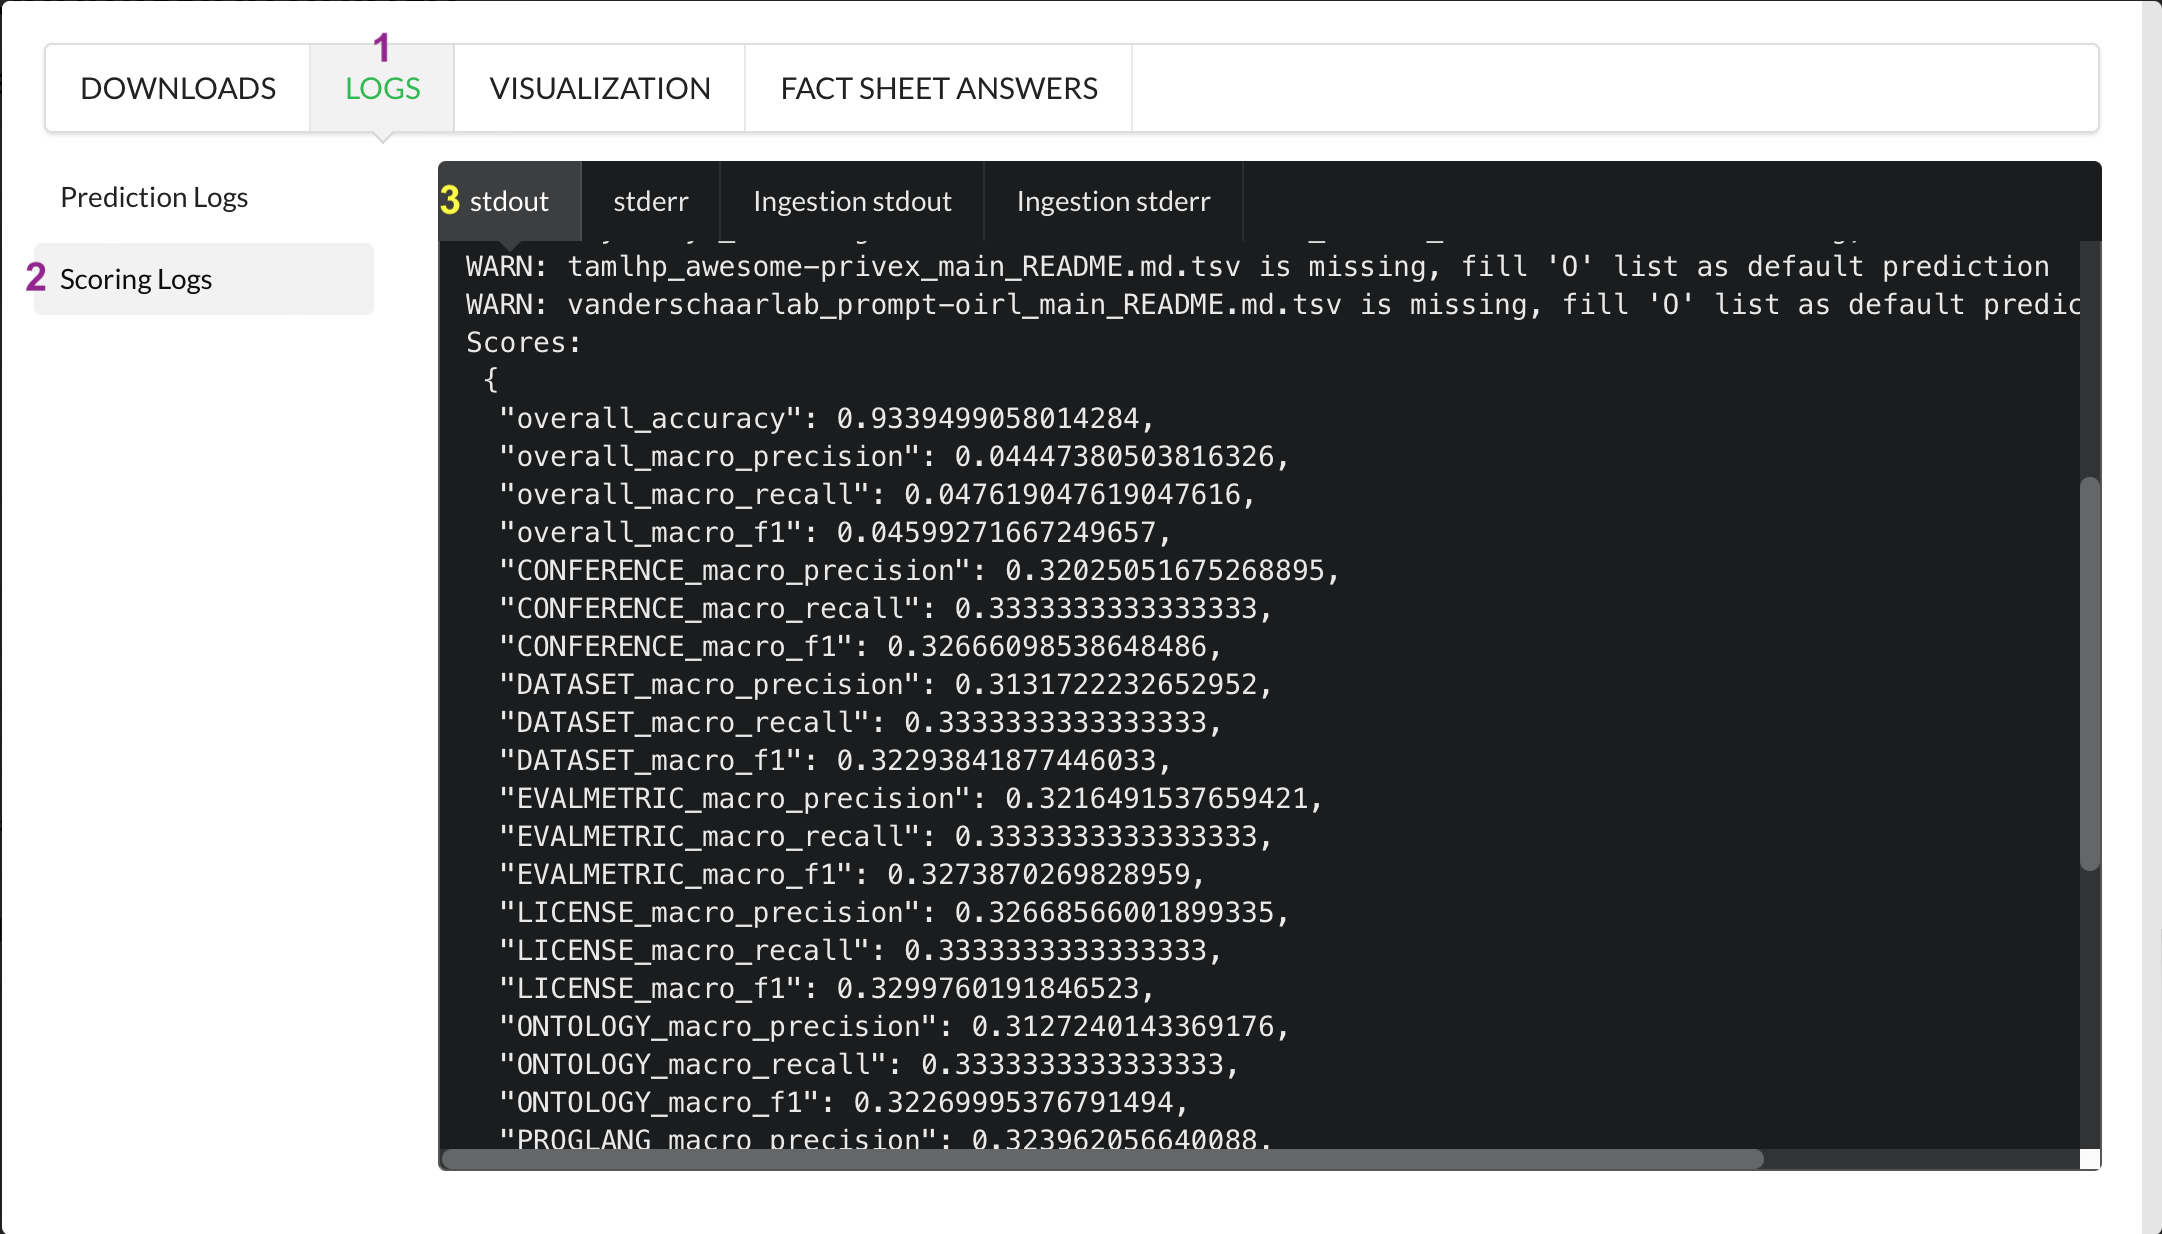 1
DOWNLOADS LOGS VISUALIZATION FACT SHEET ANSWERS
Prediction Logs
2 Scoring Logs
3 stdout stderr Ingestion stdout Ingestion stderr
WARN: tamlhp_awesome-privex_main_README.md.tsv is missing, fill 'O' list as default prediction
WARN: vanderschaarlab_prompt-oirl_main_README.md.tsv is missing, fill 'O' list as default predic
Scores:
{
"overall_accuracy": 0.9339499058014284,
"overall_macro_precision": 0.04447380503816326,
"overall_macro_recall": 0.047619047619047616,
"overall_macro_f1": 0.04599271667249657,
"CONFERENCE_macro_precision": 0.32025051675268895,
"CONFERENCE_macro_recall": 0.3333333333333333,
"CONFERENCE_macro_f1": 0.32666098538648486,
"DATASET_macro_precision": 0.3131722232652952,
"DATASET_macro_recall": 0.3333333333333333,
"DATASET_macro_f1": 0.32293841877446033,
"EVALMETRIC_macro_precision": 0.3216491537659421,
"EVALMETRIC_macro_recall": 0.3333333333333333,
"EVALMETRIC_macro_f1": 0.3273870269828959,
"LICENSE_macro_precision": 0.32668566001899335,
"LICENSE_macro_recall": 0.3333333333333333,
"LICENSE_macro_f1": 0.3299760191846523,
"ONTOLOGY_macro_precision": 0.3127240143369176,
"ONTOLOGY_macro_recall": 0.3333333333333333,
"ONTOLOGY_macro_f1": 0.32269995376791494,
"PROGLANG_macro_precision": 0.323962056640088,